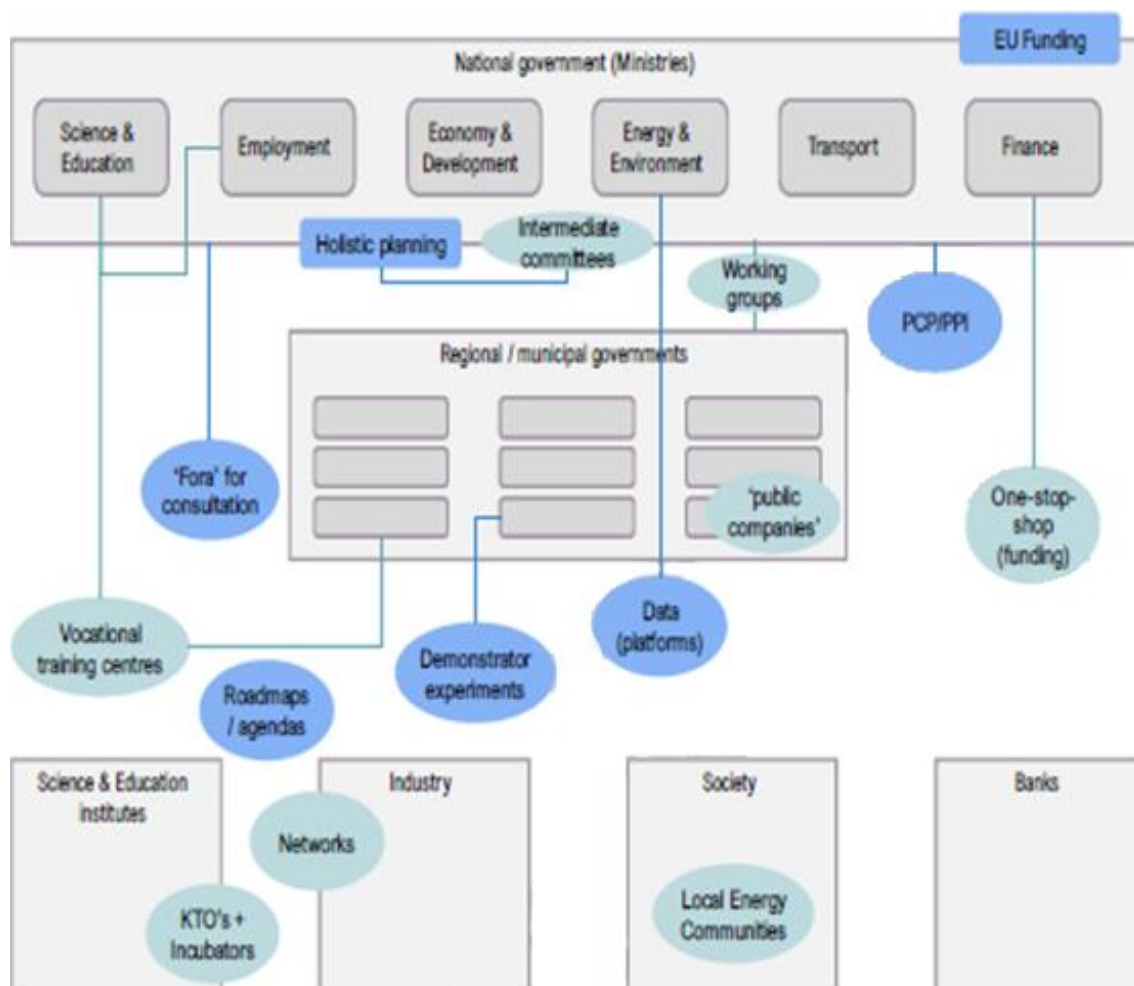 EU Funding
National government (Ministries)
Science &
Education
Employment
Economy &
Development
Energy &
Environment
Transport
Finance
Holistic planning
Intermediate
committees
Working
groups
PCP/PPI
Regional / municipal governments
'Fora' for
consultation
'public
companies'
One-stop-
shop
(funding)
Vocational
training centres
Data
(platforms)
Demonstrator
experiments
Roadmaps
/ agendas
Science & Education
institutes
Industry
Society
Banks
Networks
KTO's +
Incubators
Local Energy
Communities